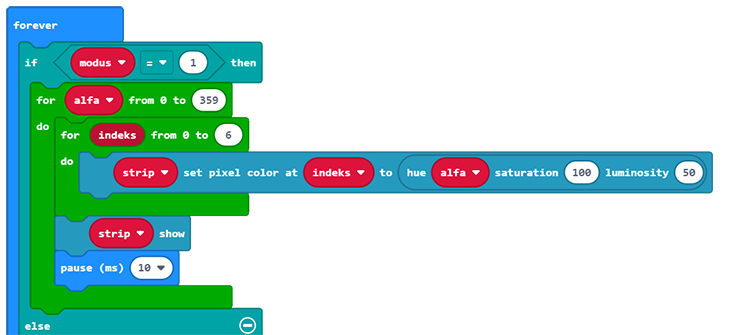 forever
if modus = 1 then
for alfa from 0 to 359
do
for indeks from 0 to 6
do strip set pixel color at indeks to hue alfa saturation 100 luminosity 50
strip show
pause (ms) 10
else